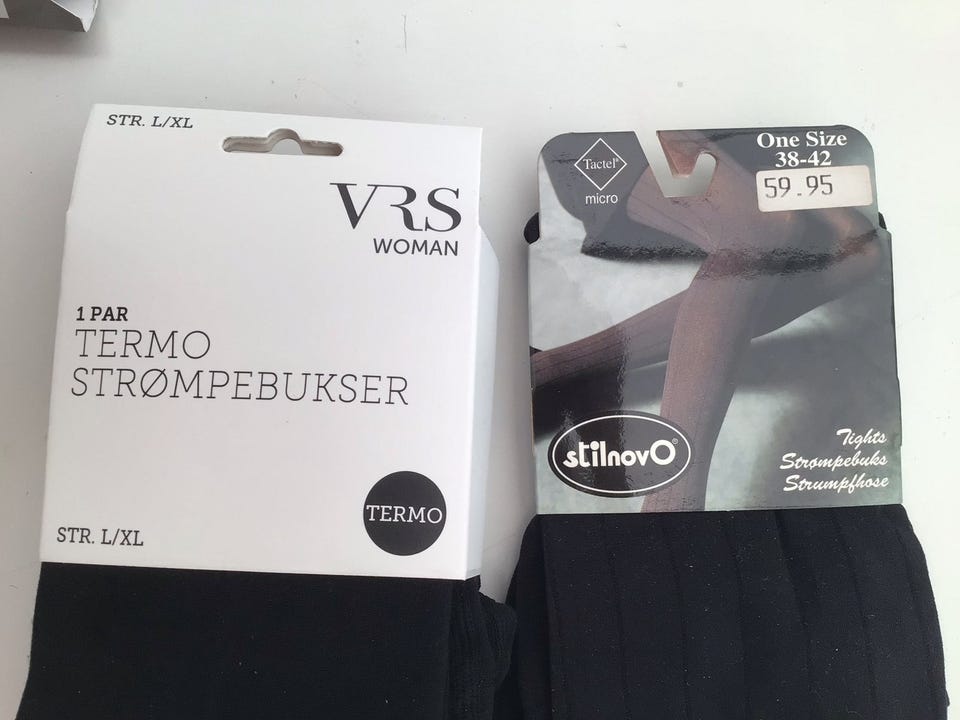 STR. L/XL
VRS
WOMAN
1 PAR
TERMO
STRØMPEBUKSER
TERMO
STR. L/XL
Tactel®
micro
One Size
38-42
59.95
stilnovO®
Tights
Strømpebuks
Strumpfhose